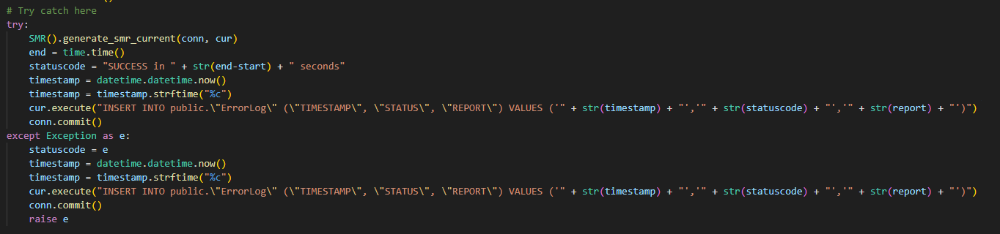 # Try catch here
try:
    SMR().generate_smr_current(conn, cur)
    end = time.time()
    statuscode = "SUCCESS in " + str(end-start) + " seconds"
    timestamp = datetime.datetime.now()
    timestamp = timestamp.strftime("%c")
    cur.execute("INSERT INTO public.\"ErrorLog\" (\"TIMESTAMP\", \"STATUS\", \"REPORT\") VALUES ('" + str(timestamp) + "','" + str(statuscode) + "','" + str(report) + "')")
    conn.commit()
except Exception as e:
    statuscode = e
    timestamp = datetime.datetime.now()
    timestamp = timestamp.strftime("%c")
    cur.execute("INSERT INTO public.\"ErrorLog\" (\"TIMESTAMP\", \"STATUS\", \"REPORT\") VALUES ('" + str(timestamp) + "','" + str(statuscode) + "','" + str(report) + "')")
    conn.commit()
    raise e